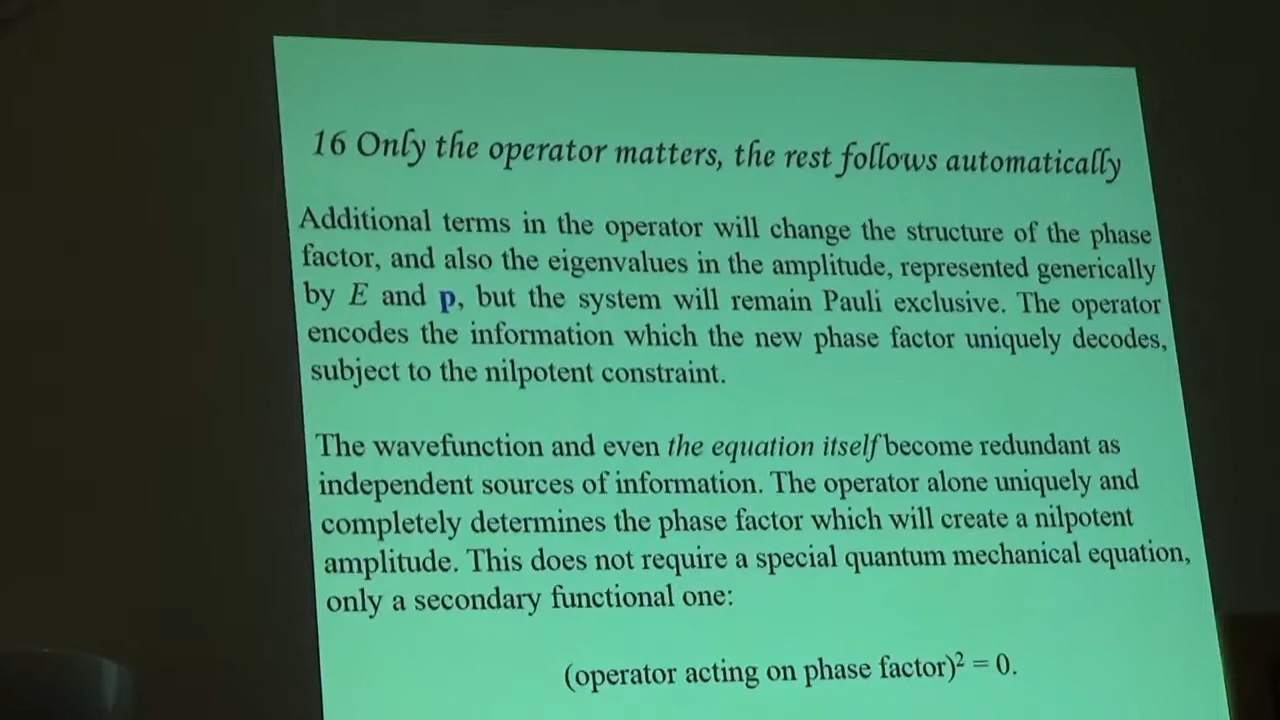 16 Only the operator matters, the rest follows automatically
Additional terms in the operator will change the structure of the phase
factor, and also the eigenvalues in the amplitude, represented generically
by E and p, but the system will remain Pauli exclusive. The operator
encodes the information which the new phase factor uniquely decodes,
subject to the nilpotent constraint.
The wavefunction and even the equation itself become redundant as
independent sources of information. The operator alone uniquely and
completely determines the phase factor which will create a nilpotent
amplitude. This does not require a special quantum mechanical equation,
only a secondary functional one:
(operator acting on phase factor)² = 0.